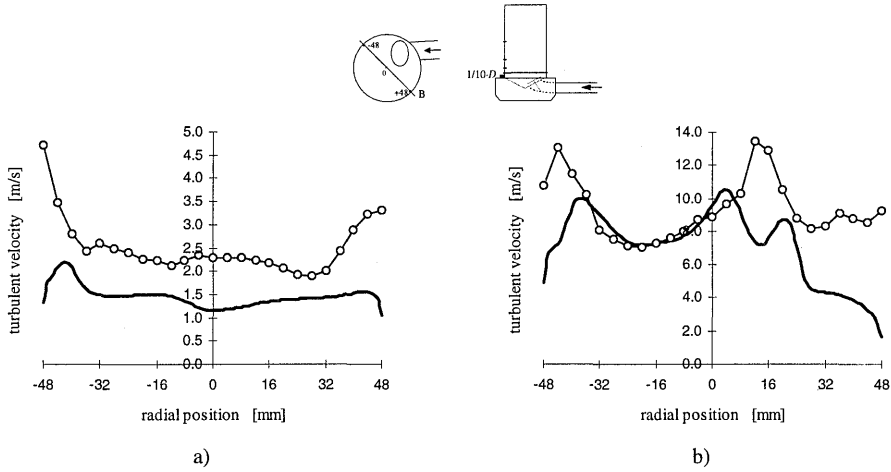 -48
0
+48
B
1/10·D
turbulent velocity [m/s]
5.0
4.5
4.0
3.5
3.0
2.5
2.0
1.5
1.0
0.5
0.0
-48 -32 -16 0 16 32 48
radial position [mm]
a)
turbulent velocity [m/s]
14.0
12.0
10.0
8.0
6.0
4.0
2.0
0.0
-48 -32 -16 0 16 32 48
radial position [mm]
b)